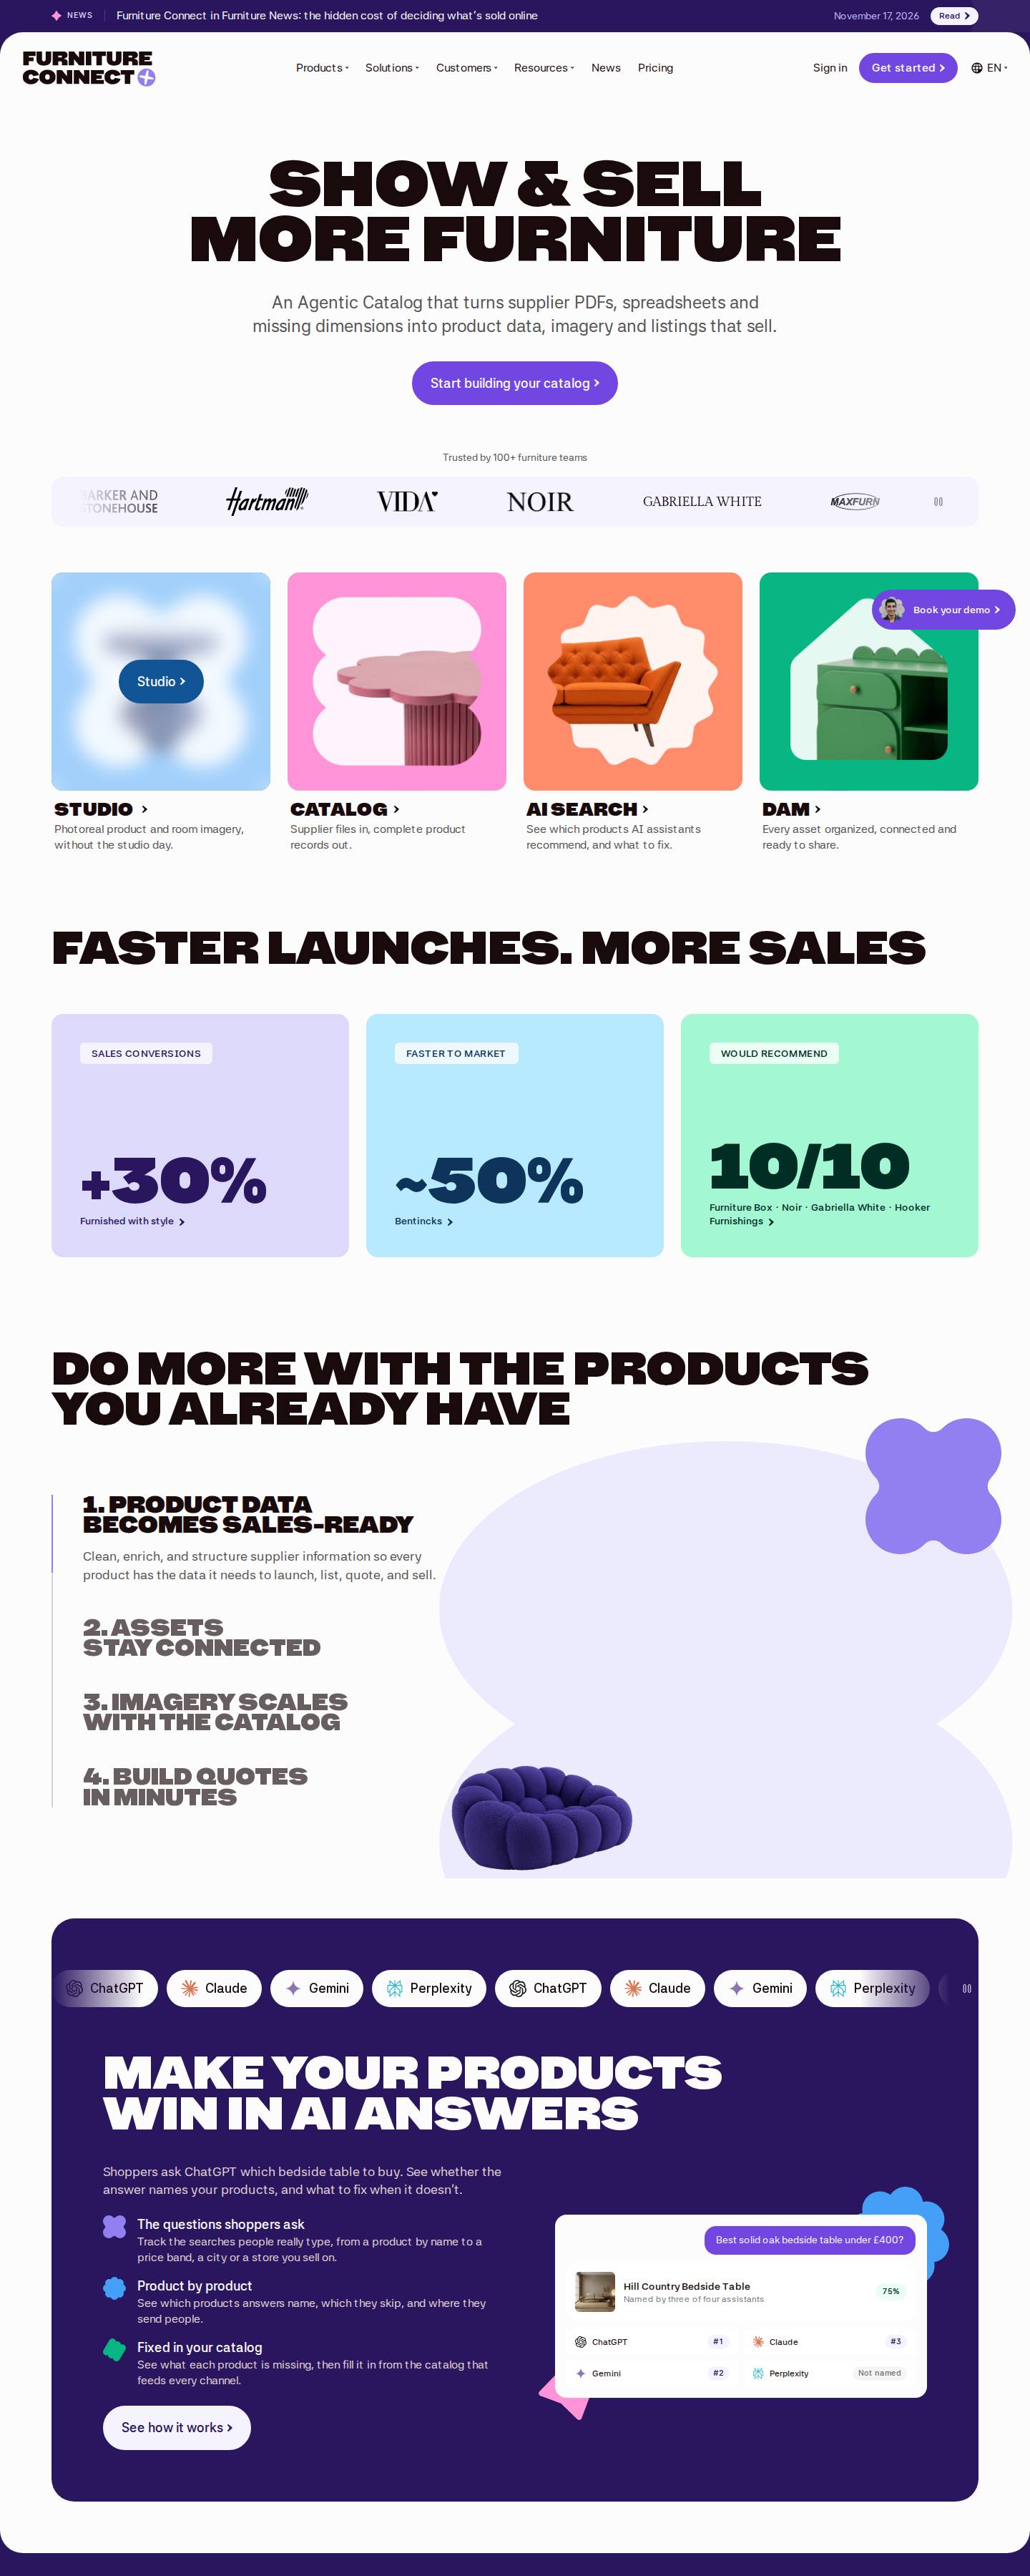 NEWS
Furniture Connect in Furniture News: the hidden cost of deciding what's sold online
November 17, 2026
Read
FURNITURE
CONNECT
Products
Solutions
Customers
Resources
News
Pricing
Sign in
Get started
EN
SHOW & SELL
MORE FURNITURE
An Agentic Catalog that turns supplier PDFs, spreadsheets and
missing dimensions into product data, imagery and listings that sell.
Start building your catalog
Trusted by 100+ furniture teams
BARKER AND
STONEHOUSE
Hartman
VIDA
NOIR
GABRIELLA WHITE
MAXFURN
Book your demo
Studio
STUDIO
Photoreal product and room imagery,
without the studio day.
CATALOG
Supplier files in, complete product
records out.
AI SEARCH
See which products AI assistants
recommend, and what to fix.
DAM
Every asset organized, connected and
ready to share.
FASTER LAUNCHES. MORE SALES
SALES CONVERSIONS
+30%
Furnished with style
FASTER TO MARKET
~50%
Bentincks
WOULD RECOMMEND
10/10
Furniture Box · Noir · Gabriella White · Hooker
Furnishings
DO MORE WITH THE PRODUCTS
YOU ALREADY HAVE
1. PRODUCT DATA
BECOMES SALES-READY
Clean, enrich, and structure supplier information so every
product has the data it needs to launch, list, quote, and sell.
2. ASSETS
STAY CONNECTED
3. IMAGERY SCALES
WITH THE CATALOG
4. BUILD QUOTES
IN MINUTES
ChatGPT
Claude
Gemini
Perplexity
ChatGPT
Claude
Gemini
Perplexity
MAKE YOUR PRODUCTS
WIN IN AI ANSWERS
Shoppers ask ChatGPT which bedside table to buy. See whether the
answer names your products, and what to fix when it doesn't.
The questions shoppers ask
Track the searches people really type, from a product by name to a
price band, a city or a store you sell on.
Product by product
See which products answers name, which they skip, and where they
send people.
Fixed in your catalog
See what each product is missing, then fill it in from the catalog that
feeds every channel.
See how it works
Best solid oak bedside table under £400?
Hill Country Bedside Table
Named by three of four assistants
75%
ChatGPT
#1
Claude
#3
Gemini
#2
Perplexity
Not named